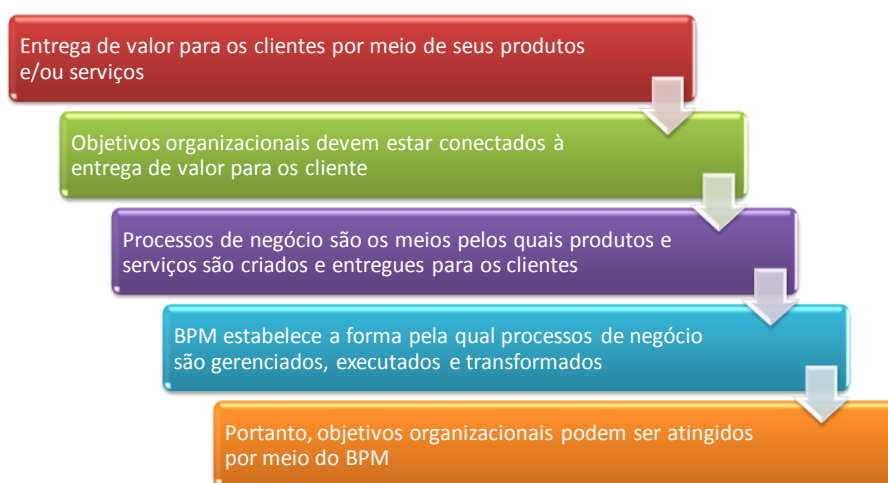 Entrega de valor para os clientes por meio de seus produtos
e/ou serviços
Objetivos organizacionais devem estar conectados à
entrega de valor para os cliente
Processos de negócio são os meios pelos quais produtos e
serviços são criados e entregues para os clientes
BPM estabelece a forma pela qual processos de negócio
são gerenciados, executados e transformados
Portanto, objetivos organizacionais podem ser atingidos
por meio do BPM